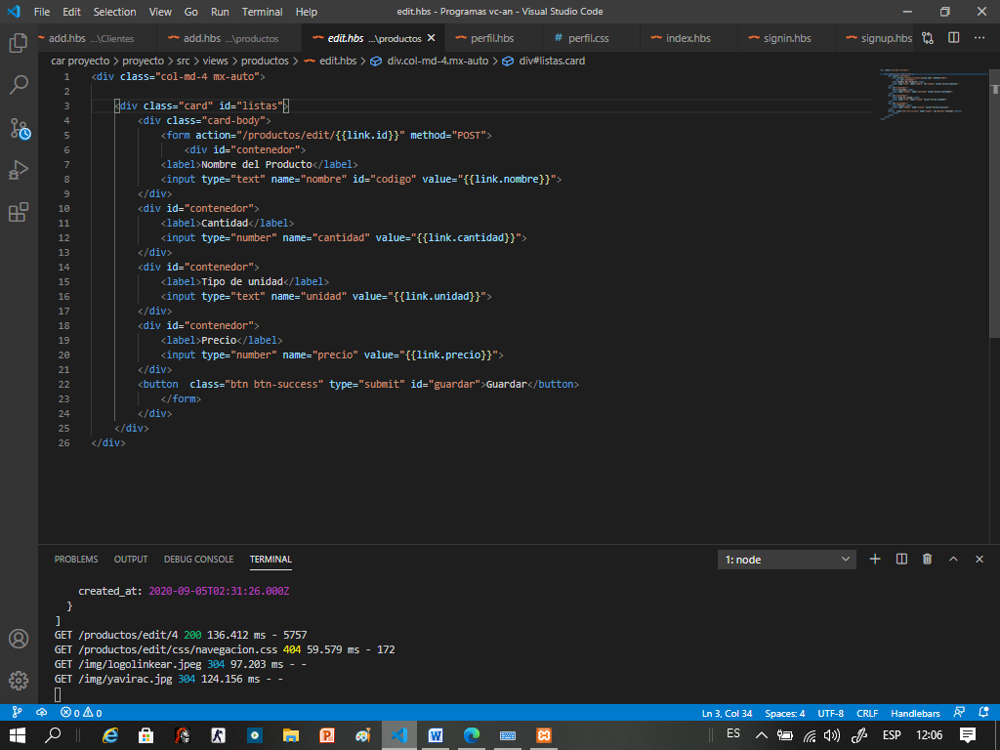 File Edit Selection View Go Run Terminal Help edit.hbs - Programas vc-an - Visual Studio Code
add.hbs ...\Clientes add.hbs ...\productos edit.hbs ...\productos perfil.hbs perfil.css index.hbs signin.hbs signup.hbs
car proyecto > proyecto > src > views > productos > edit.hbs > div.col-md-4.mx-auto > div#listas.card
1 <div class="col-md-4 mx-auto">
2
3 <div class="card" id="listas">
4 <div class="card-body">
5 <form action="/productos/edit/{{link.id}}" method="POST">
6 <div id="contenedor">
7 <label>Nombre del Producto</label>
8 <input type="text" name="nombre" id="codigo" value="{{link.nombre}}">
9 </div>
10 <div id="contenedor">
11 <label>Cantidad</label>
12 <input type="number" name="cantidad" value="{{link.cantidad}}">
13 </div>
14 <div id="contenedor">
15 <label>Tipo de unidad</label>
16 <input type="text" name="unidad" value="{{link.unidad}}">
17 </div>
18 <div id="contenedor">
19 <label>Precio</label>
20 <input type="number" name="precio" value="{{link.precio}}">
21 </div>
22 <button  class="btn btn-success" type="submit" id="guardar">Guardar</button>
23 </form>
24 </div>
25 </div>
26 </div>
PROBLEMS OUTPUT DEBUG CONSOLE TERMINAL 1: node
created_at: 2020-09-05T02:31:26.000Z
}
]
GET /productos/edit/4 200 136.412 ms - 5757
GET /productos/edit/css/navegacion.css 404 59.579 ms - 172
GET /img/logolinkear.jpeg 304 97.203 ms - -
GET /img/yavirac.jpg 304 124.156 ms - -
0 0 Ln 3, Col 34 Spaces: 4 UTF-8 CRLF Handlebars
ES ESP 12:06